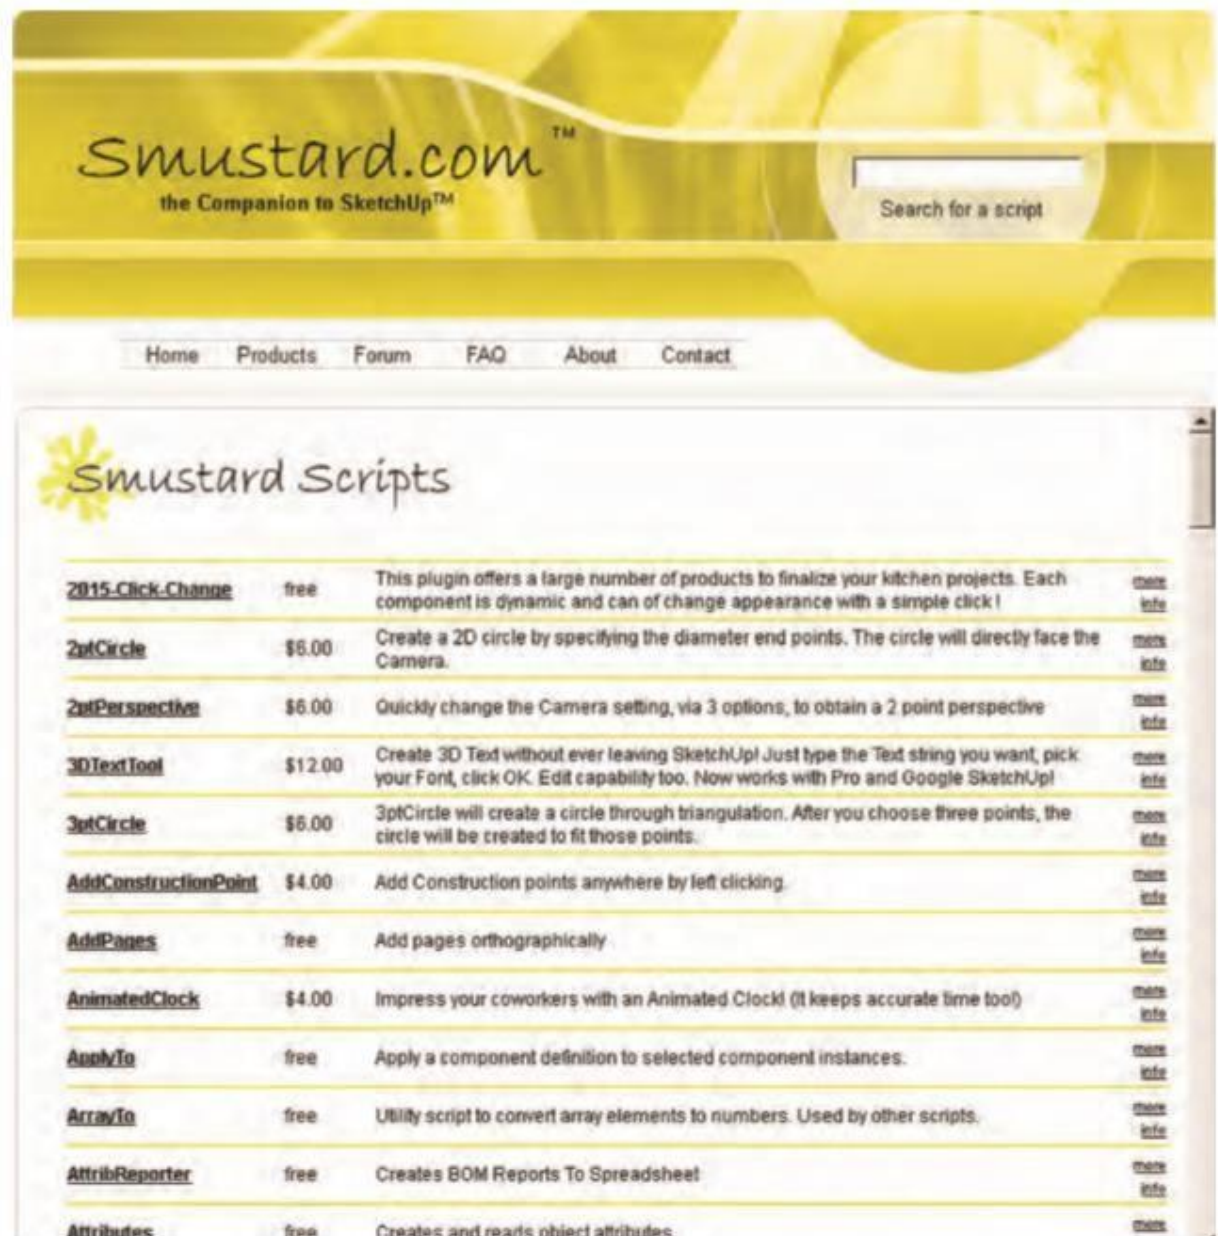 Smustard.com™
the Companion to SketchUp™
Search for a script
Home Products Forum FAQ About Contact
Smustard Scripts
2015-Click-Change free This plugin offers a large number of products to finalize your kitchen projects. Each more
component is dynamic and can of change appearance with a simple click! info
2ptCircle $6.00 Create a 2D circle by specifying the diameter end points. The circle will directly face the more
Camera. info
2ptPerspective $6.00 Quickly change the Camera setting, via 3 options, to obtain a 2 point perspective more
info
3DTextTool $12.00 Create 3D Text without ever leaving SketchUp! Just type the Text string you want, pick more
your Font, click OK. Edit capability too. Now works with Pro and Google SketchUp! info
3ptCircle $6.00 3ptCircle will create a circle through triangulation. After you choose three points, the more
circle will be created to fit those points. info
AddConstructionPoint $4.00 Add Construction points anywhere by left clicking. more
info
AddPages free Add pages orthographically more
info
AnimatedClock $4.00 Impress your coworkers with an Animated Clock! (It keeps accurate time too!) more
info
ApplyTo free Apply a component definition to selected component instances. more
info
ArrayTo free Utility script to convert array elements to numbers. Used by other scripts. more
info
AttribReporter free Creates BOM Reports To Spreadsheet more
info
Attributes free Creates and reads object attributes more